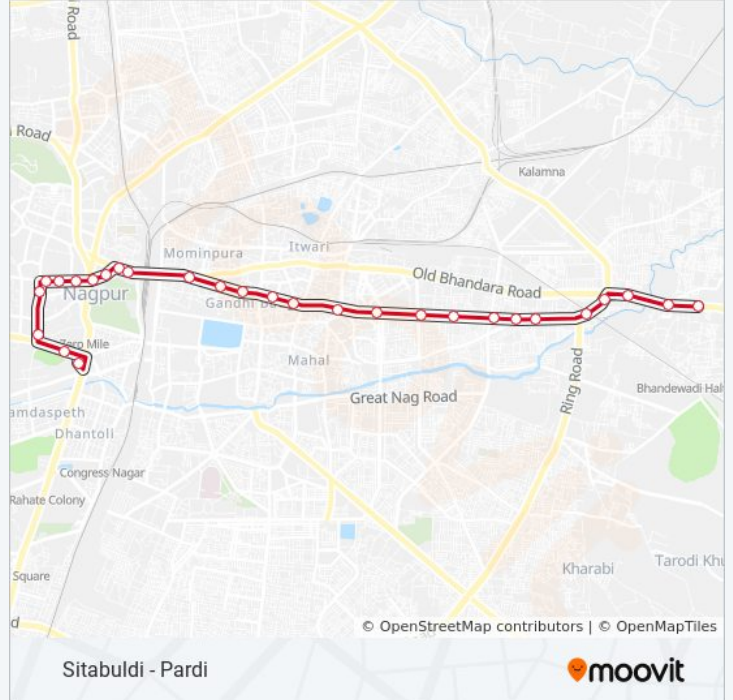 Road
Road
Kalamna
Mominpura
Itwari
Old Bhandara Road
Nagpur
Gandhi
Zero Mile
Mahal
Ring Road
Bhandewadi Hal
Great Nag Road
amdaspeth
Dhantoli
Congress Nagar
Rahate Colony
Tarodi Khu
Kharabi
Square
© OpenStreetMap contributors | © OpenMapTiles
Sitabuldi - Pardi
moovit